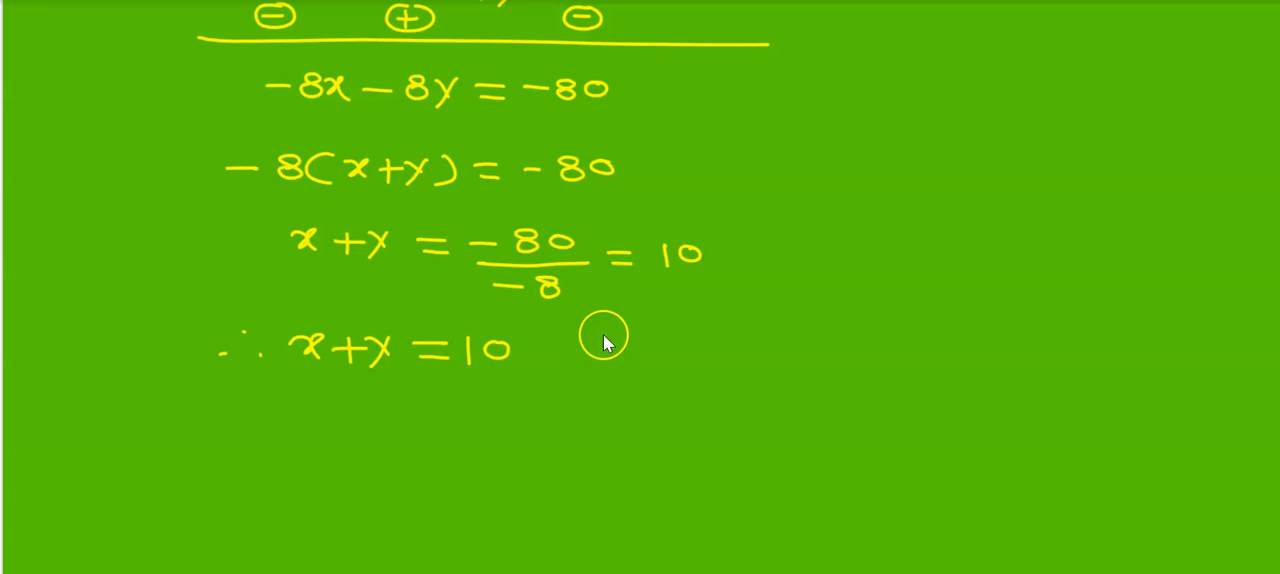 ⊖ ⊕ ⊖
-8x - 8y = -80
- 8(x+y) = -80
x + y = -80/-8 = 10
∴ x+y = 10